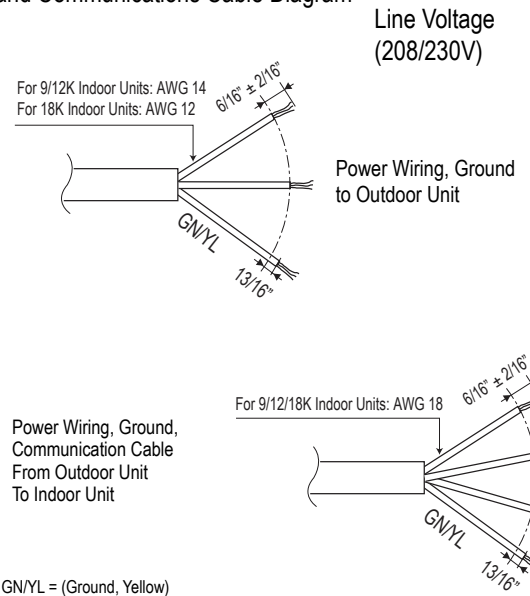 and Communications Cable Diagram
Line Voltage
(208/230V)
For 9/12K Indoor Units: AWG 14
For 18K Indoor Units: AWG 12
6/16” ± 2/16”
Power Wiring, Ground
to Outdoor Unit
GN/YL
13/16”
6/16” ± 2/16”
For 9/12/18K Indoor Units: AWG 18
Power Wiring, Ground,
Communication Cable
From Outdoor Unit
To Indoor Unit
GN/YL
13/16”
GN/YL = (Ground, Yellow)